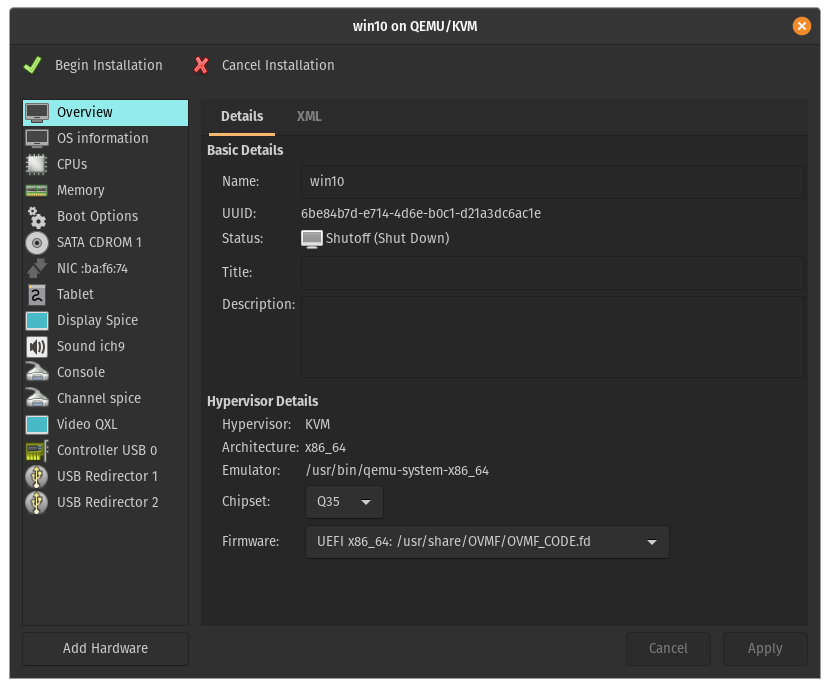 win10 on QEMU/KVM
Begin Installation
Cancel Installation
Overview
OS information
CPUs
Memory
Boot Options
SATA CDROM 1
NIC :ba:f6:74
Tablet
Display Spice
Sound ich9
Console
Channel spice
Video QXL
Controller USB 0
USB Redirector 1
USB Redirector 2
Add Hardware
Details XML
Basic Details
Name: win10
UUID: 6be84b7d-e714-4d6e-b0c1-d21a3dc6ac1e
Status: Shutoff (Shut Down)
Title:
Description:
Hypervisor Details
Hypervisor: KVM
Architecture: x86_64
Emulator: /usr/bin/qemu-system-x86_64
Chipset: Q35
Firmware: UEFI x86_64: /usr/share/OVMF/OVMF_CODE.fd
Cancel Apply